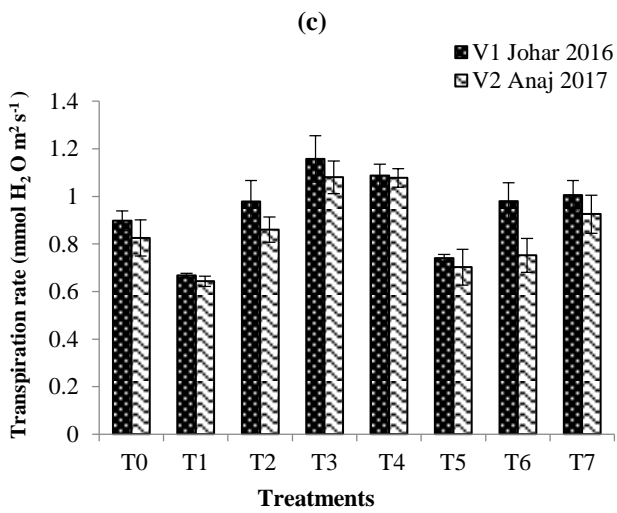 (c)
V1 Johar 2016
V2 Anaj 2017
Transpiration rate (mmol H₂ O m² s⁻¹)
1.4
1.2
1
0.8
0.6
0.4
0.2
0
T0 T1 T2 T3 T4 T5 T6 T7
Treatments